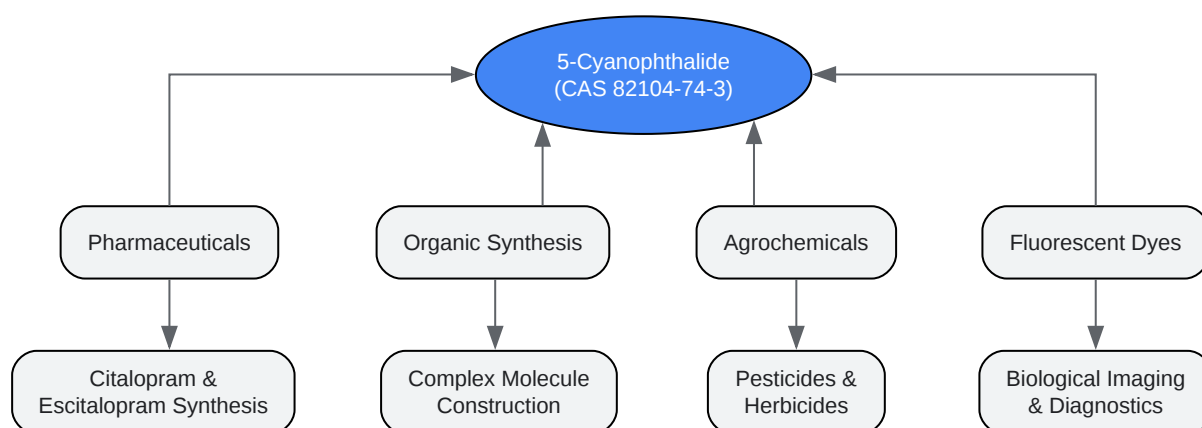 5-Cyanophthalide
(CAS 82104-74-3)
Pharmaceuticals
Organic Synthesis
Agrochemicals
Fluorescent Dyes
Citalopram &
Escitalopram Synthesis
Complex Molecule
Construction
Pesticides &
Herbicides
Biological Imaging
& Diagnostics